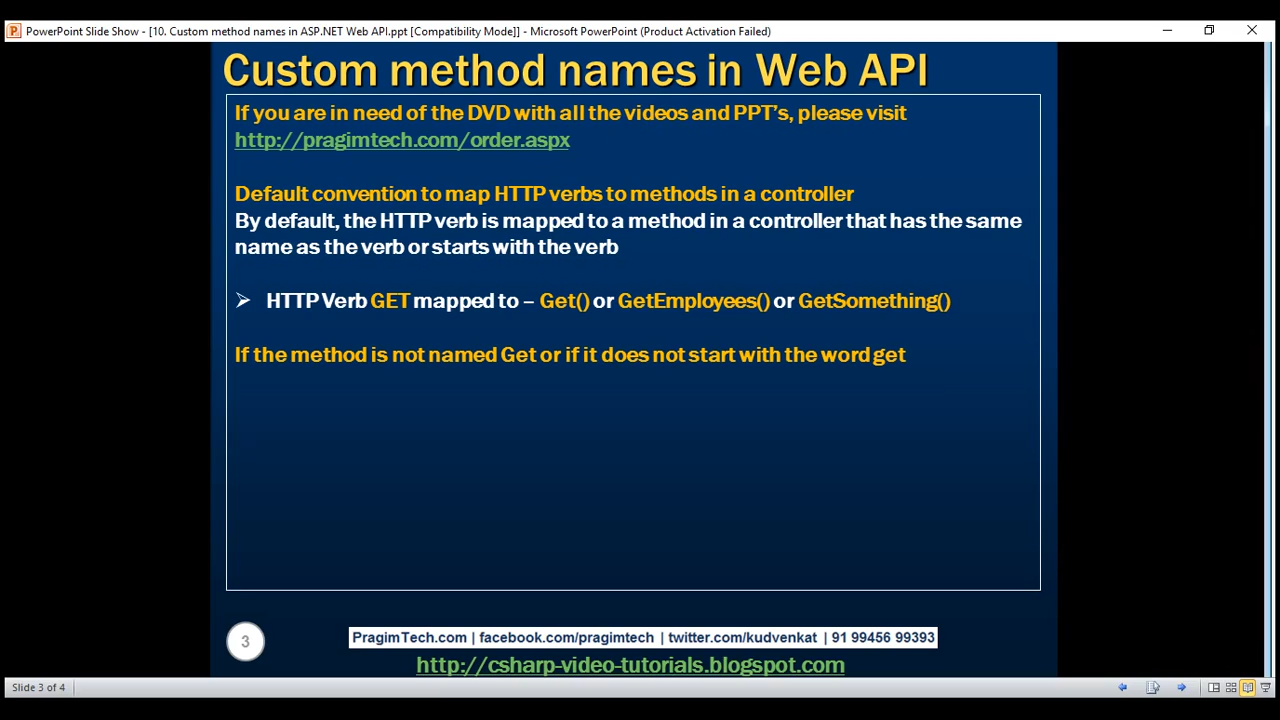 PowerPoint Slide Show - [10. Custom method names in ASP.NET Web API.ppt [Compatibility Mode]] - Microsoft PowerPoint (Product Activation Failed)
Custom method names in Web API
If you are in need of the DVD with all the videos and PPT's, please visit
http://pragimtech.com/order.aspx
Default convention to map HTTP verbs to methods in a controller
By default, the HTTP verb is mapped to a method in a controller that has the same
name as the verb or starts with the verb
➢ HTTP Verb GET mapped to – Get() or GetEmployees() or GetSomething()
If the method is not named Get or if it does not start with the word get
3
PragimTech.com | facebook.com/pragimtech | twitter.com/kudvenkat | 91 99456 99393
http://csharp-video-tutorials.blogspot.com
Slide 3 of 4